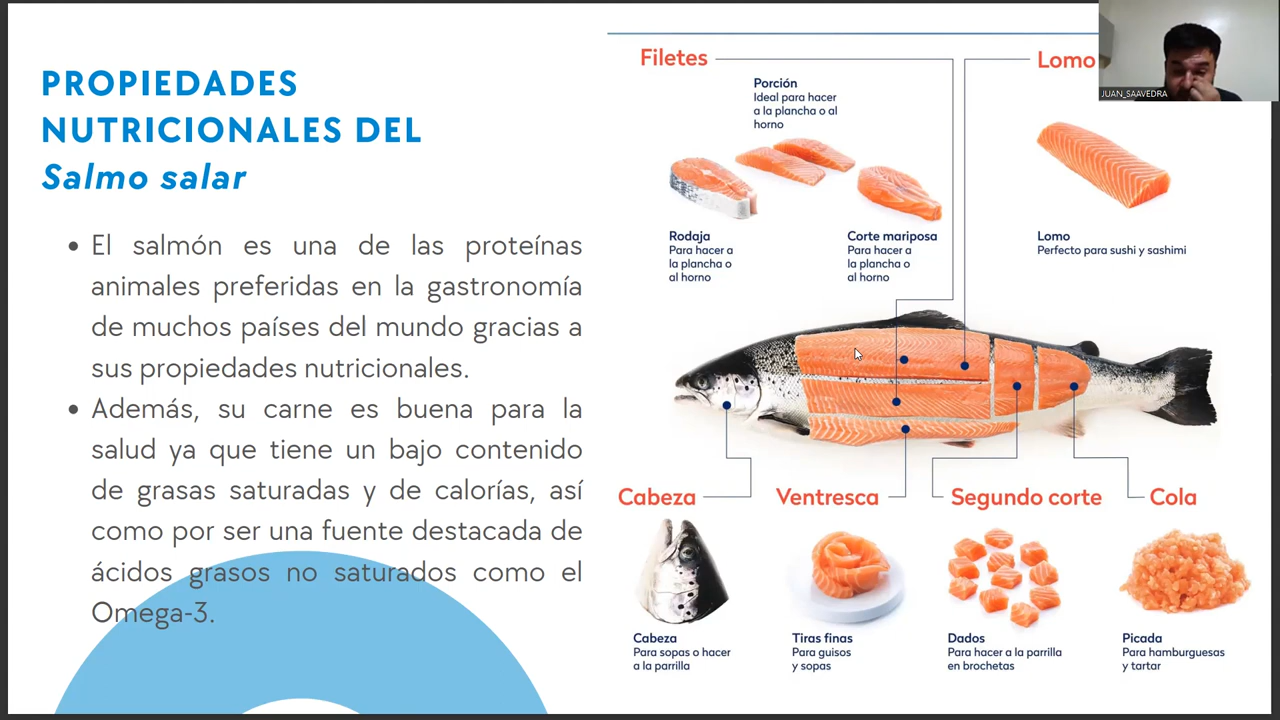 PROPIEDADES
NUTRICIONALES DEL
Salmo salar
El salmón es una de las proteínas
animales preferidas en la gastronomía
de muchos países del mundo gracias a
sus propiedades nutricionales.
Además, su carne es buena para la
salud ya que tiene un bajo contenido
de grasas saturadas y de calorías, así
como por ser una fuente destacada de
ácidos grasos no saturados como el
Omega-3.
Filetes
Porción
Ideal para hacer
a la plancha o al
horno
Rodaja
Para hacer a
la plancha o
al horno
Corte mariposa
Para hacer a
la plancha o
al horno
Lomo
Lomo
Perfecto para sushi y sashimi
Cabeza
Cabeza
Para sopas o hacer
a la parrilla
Ventresca
Tiras finas
Para guisos
y sopas
Segundo corte
Dados
Para hacer a la parrilla
en brochetas
Cola
Picada
Para hamburguesas
y tartar
JUAN_SAAVEDRA